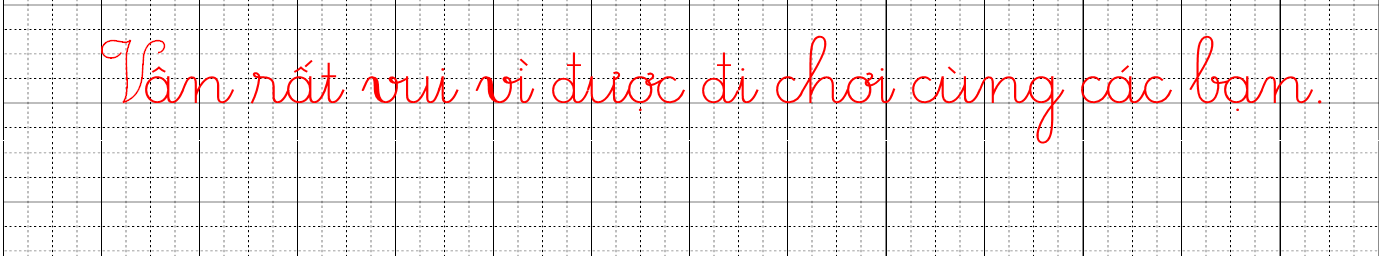 Vân rất vui vì được đi chơi cùng các bạn.